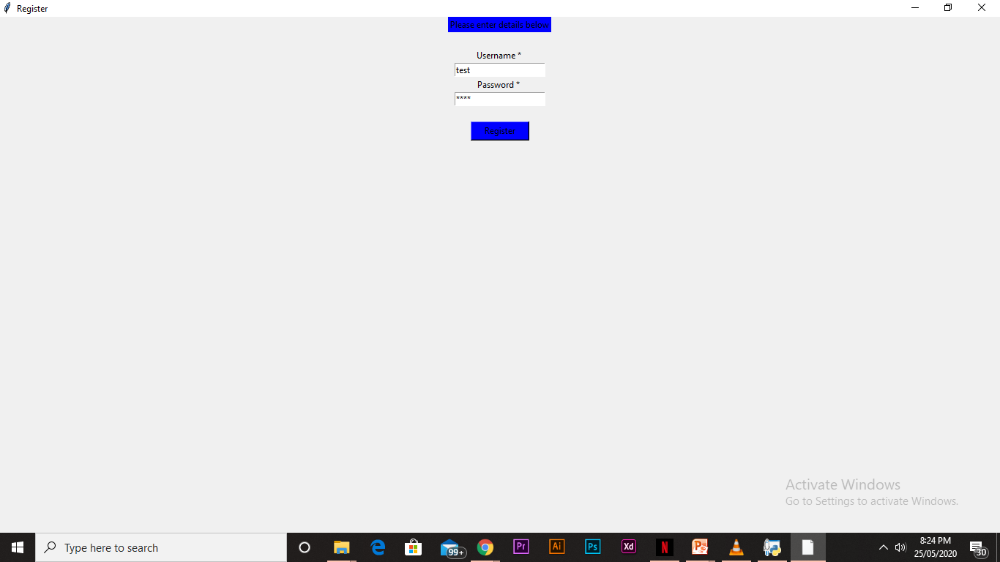 Register
Please enter details below
Username *
test
Password *
****
Register
Activate Windows
Go to Settings to activate Windows.
Type here to search
99+
Pr
Ai
Ps
Xd
N
P
8:24 PM
25/05/2020
30